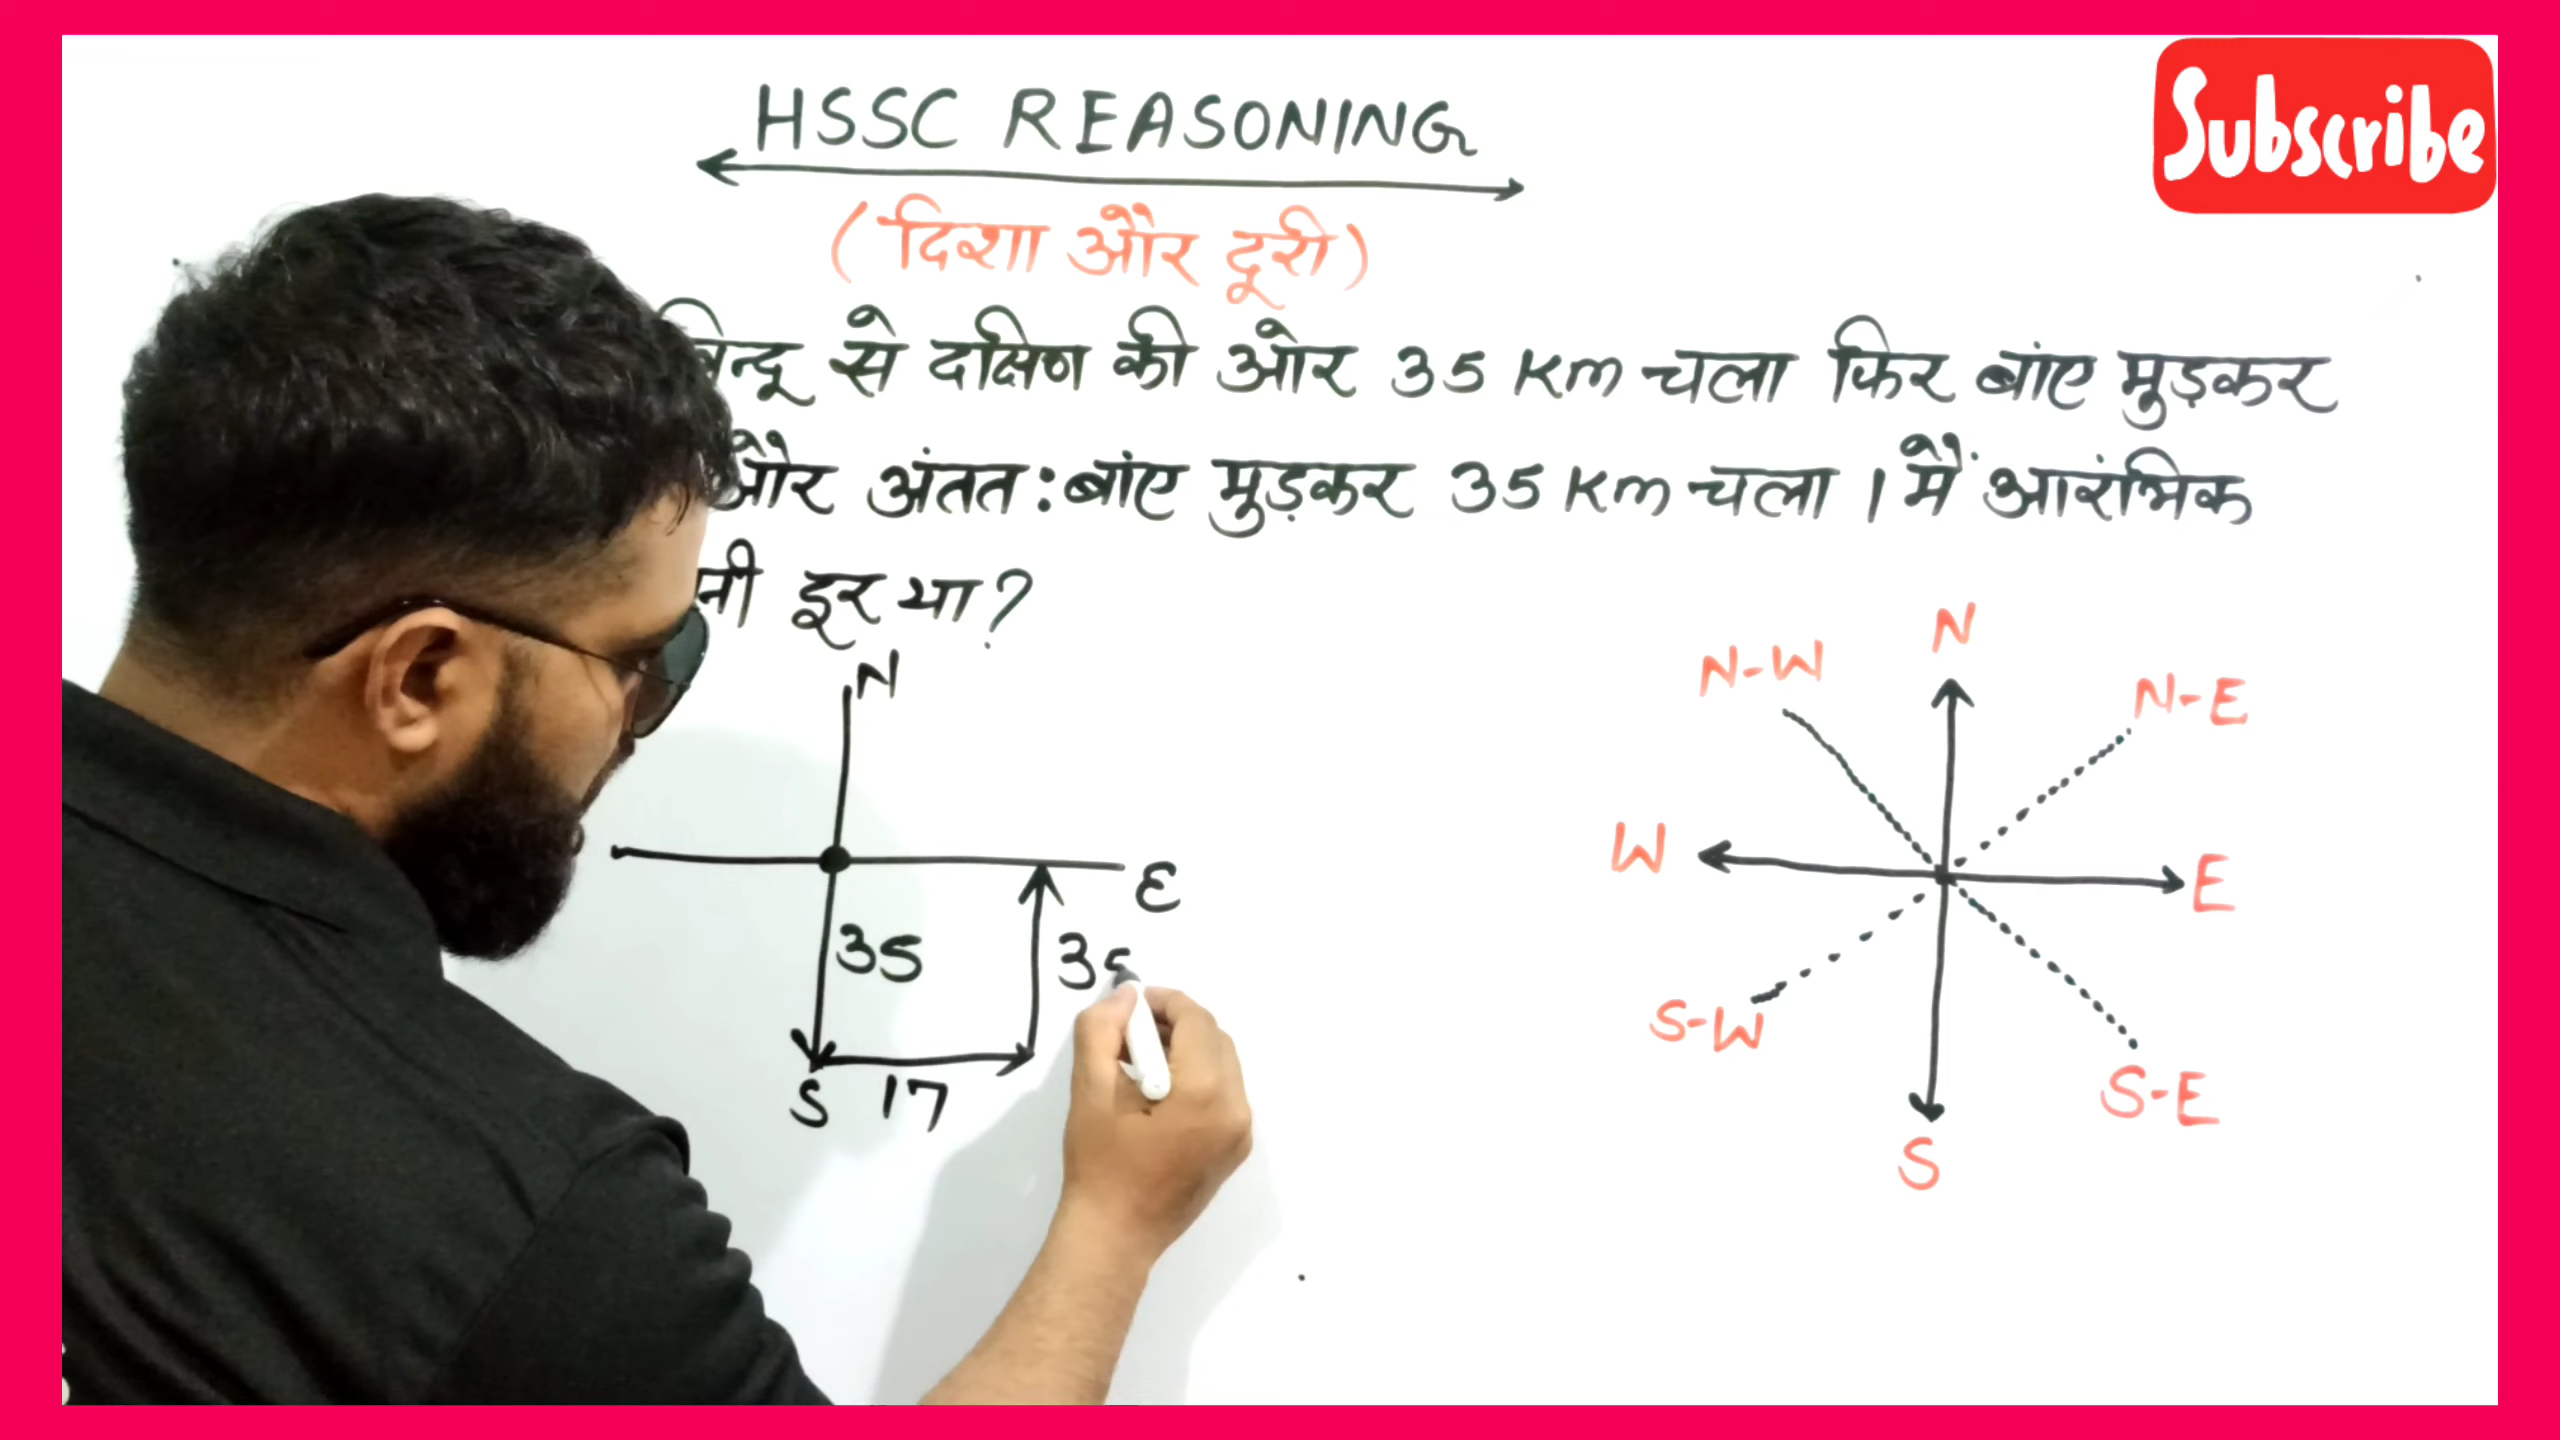 Subscribe
HSSC REASONING
(दिशा और दूरी)
से दक्षिण की ओर 35 Km चला फिर बांए मुड़कर
और अंततः बांए मुड़कर 35 Km चला । मैं आरंभिक
दूर था?
N
E
35
35
S 17
N
N-W
N-E
W
E
S-W
S-E
S